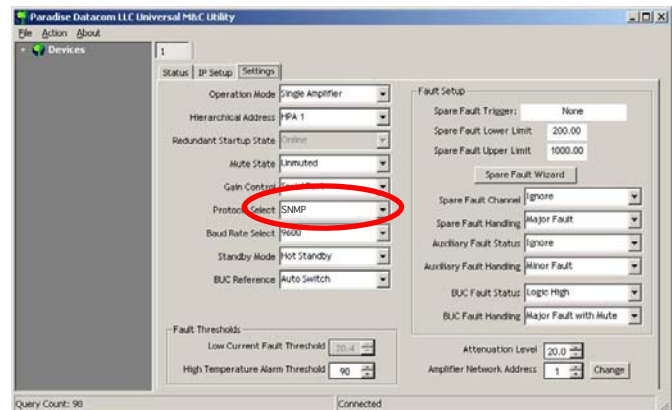 Paradise Datacom LLC Universal M&C Utility
File Action About
Devices
1
Status IP Setup Settings
Operation Mode Single Amplifier
Hierarchical Address HPA 1
Redundant Startup State Online
Mute State Unmuted
Gain Control
Protocol Select SNMP
Baud Rate Select 9600
Standby Mode Hot Standby
BUC Reference Auto Switch
Fault Thresholds
Low Current Fault Threshold 20.4
High Temperature Alarm Threshold 90
Fault Setup
Spare Fault Trigger: None
Spare Fault Lower Limit 200.00
Spare Fault Upper Limit 1000.00
Spare Fault Wizard
Spare Fault Channel Ignore
Spare Fault Handling Major Fault
Auxiliary Fault Status Ignore
Auxiliary Fault Handling Minor Fault
BUC Fault Status Logic High
BUC Fault Handling Major Fault with Mute
Attenuation Level 20.0
Amplifier Network Address 1 Change
Query Count: 98 Connected